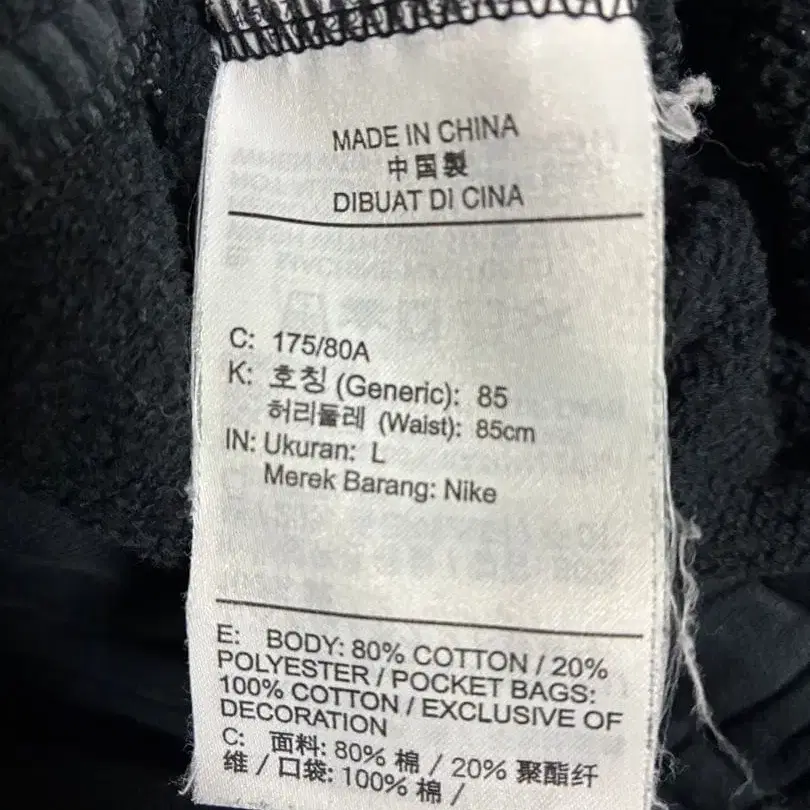 MADE IN CHINA
中国製
DIBUAT DI CINA
C: 175/80A
K: 호칭 (Generic): 85
허리둘레 (Waist): 85cm
IN: Ukuran: L
Merek Barang: Nike
E: BODY: 80% COTTON / 20%
POLYESTER / POCKET BAGS:
100% COTTON / EXCLUSIVE OF
DECORATION
C: 面料: 80% 棉 / 20% 聚酯纤
维 / 口袋: 100% 棉 /